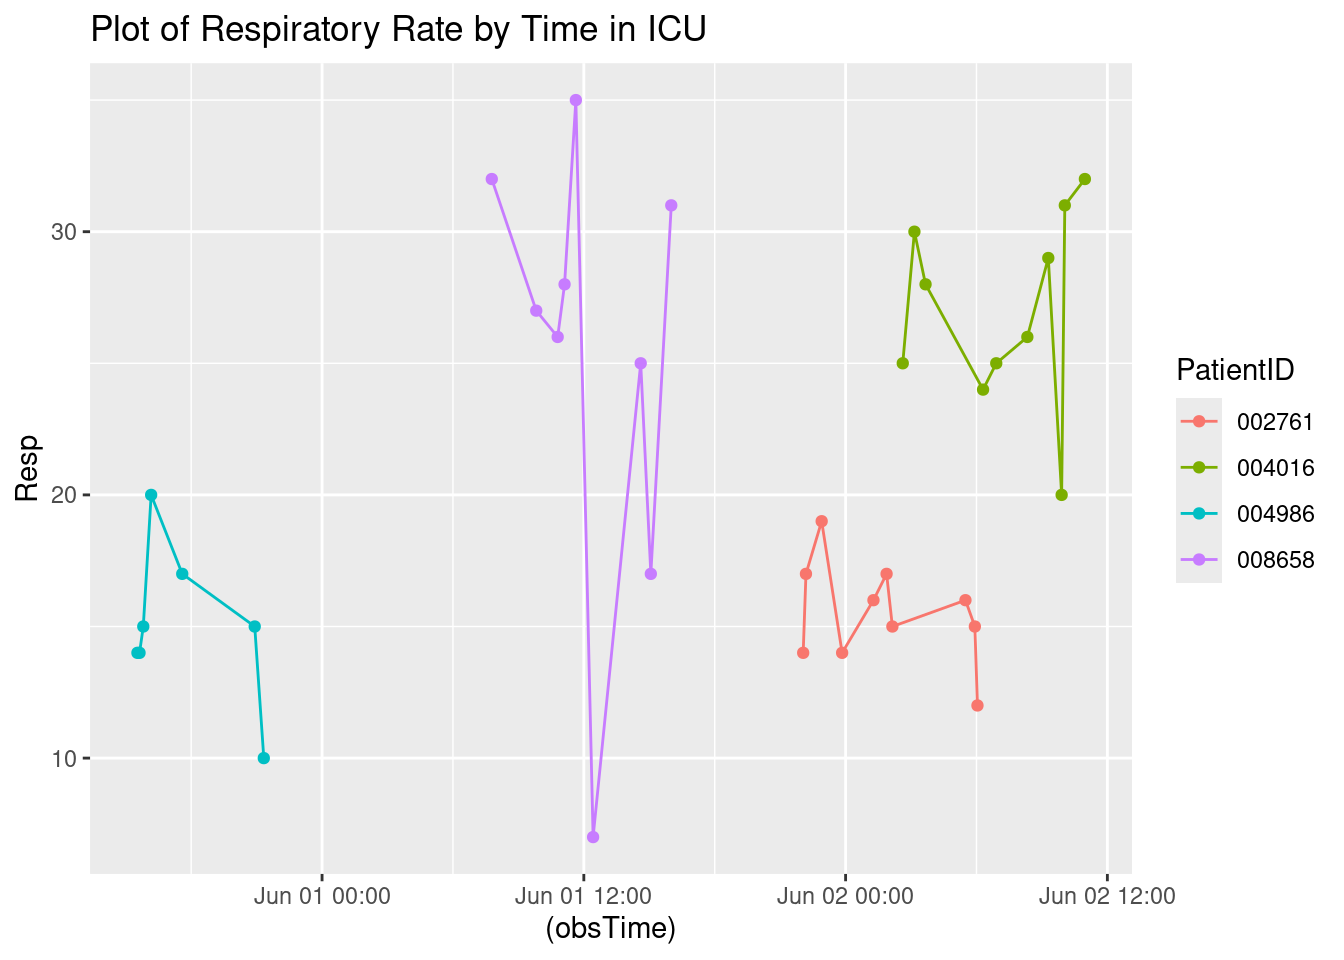 Plot of Respiratory Rate by Time in ICU
Resp
30
20
10
Jun 01 00:00
Jun 01 12:00
Jun 02 00:00
Jun 02 12:00
(obsTime)
PatientID
002761
004016
004986
008658